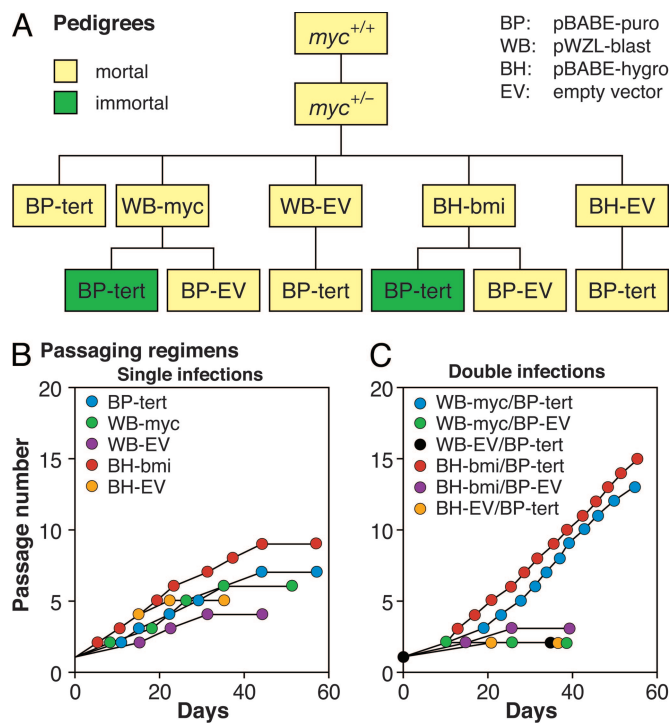 A Pedigrees
mortal
immortal
myc+/+
myc+/–
BP: pBABE-puro
WB: pWZL-blast
BH: pBABE-hygro
EV: empty vector
BP-tert WB-myc WB-EV BH-bmi BH-EV
BP-tert BP-EV BP-tert BP-tert BP-EV BP-tert
B Passaging regimens
Single infections
BP-tert
WB-myc
WB-EV
BH-bmi
BH-EV
Passage number
20
15
10
5
0
0 20 40 60
Days
C
Double infections
WB-myc/BP-tert
WB-myc/BP-EV
WB-EV/BP-tert
BH-bmi/BP-tert
BH-bmi/BP-EV
BH-EV/BP-tert
20
15
10
5
0
0 20 40 60
Days